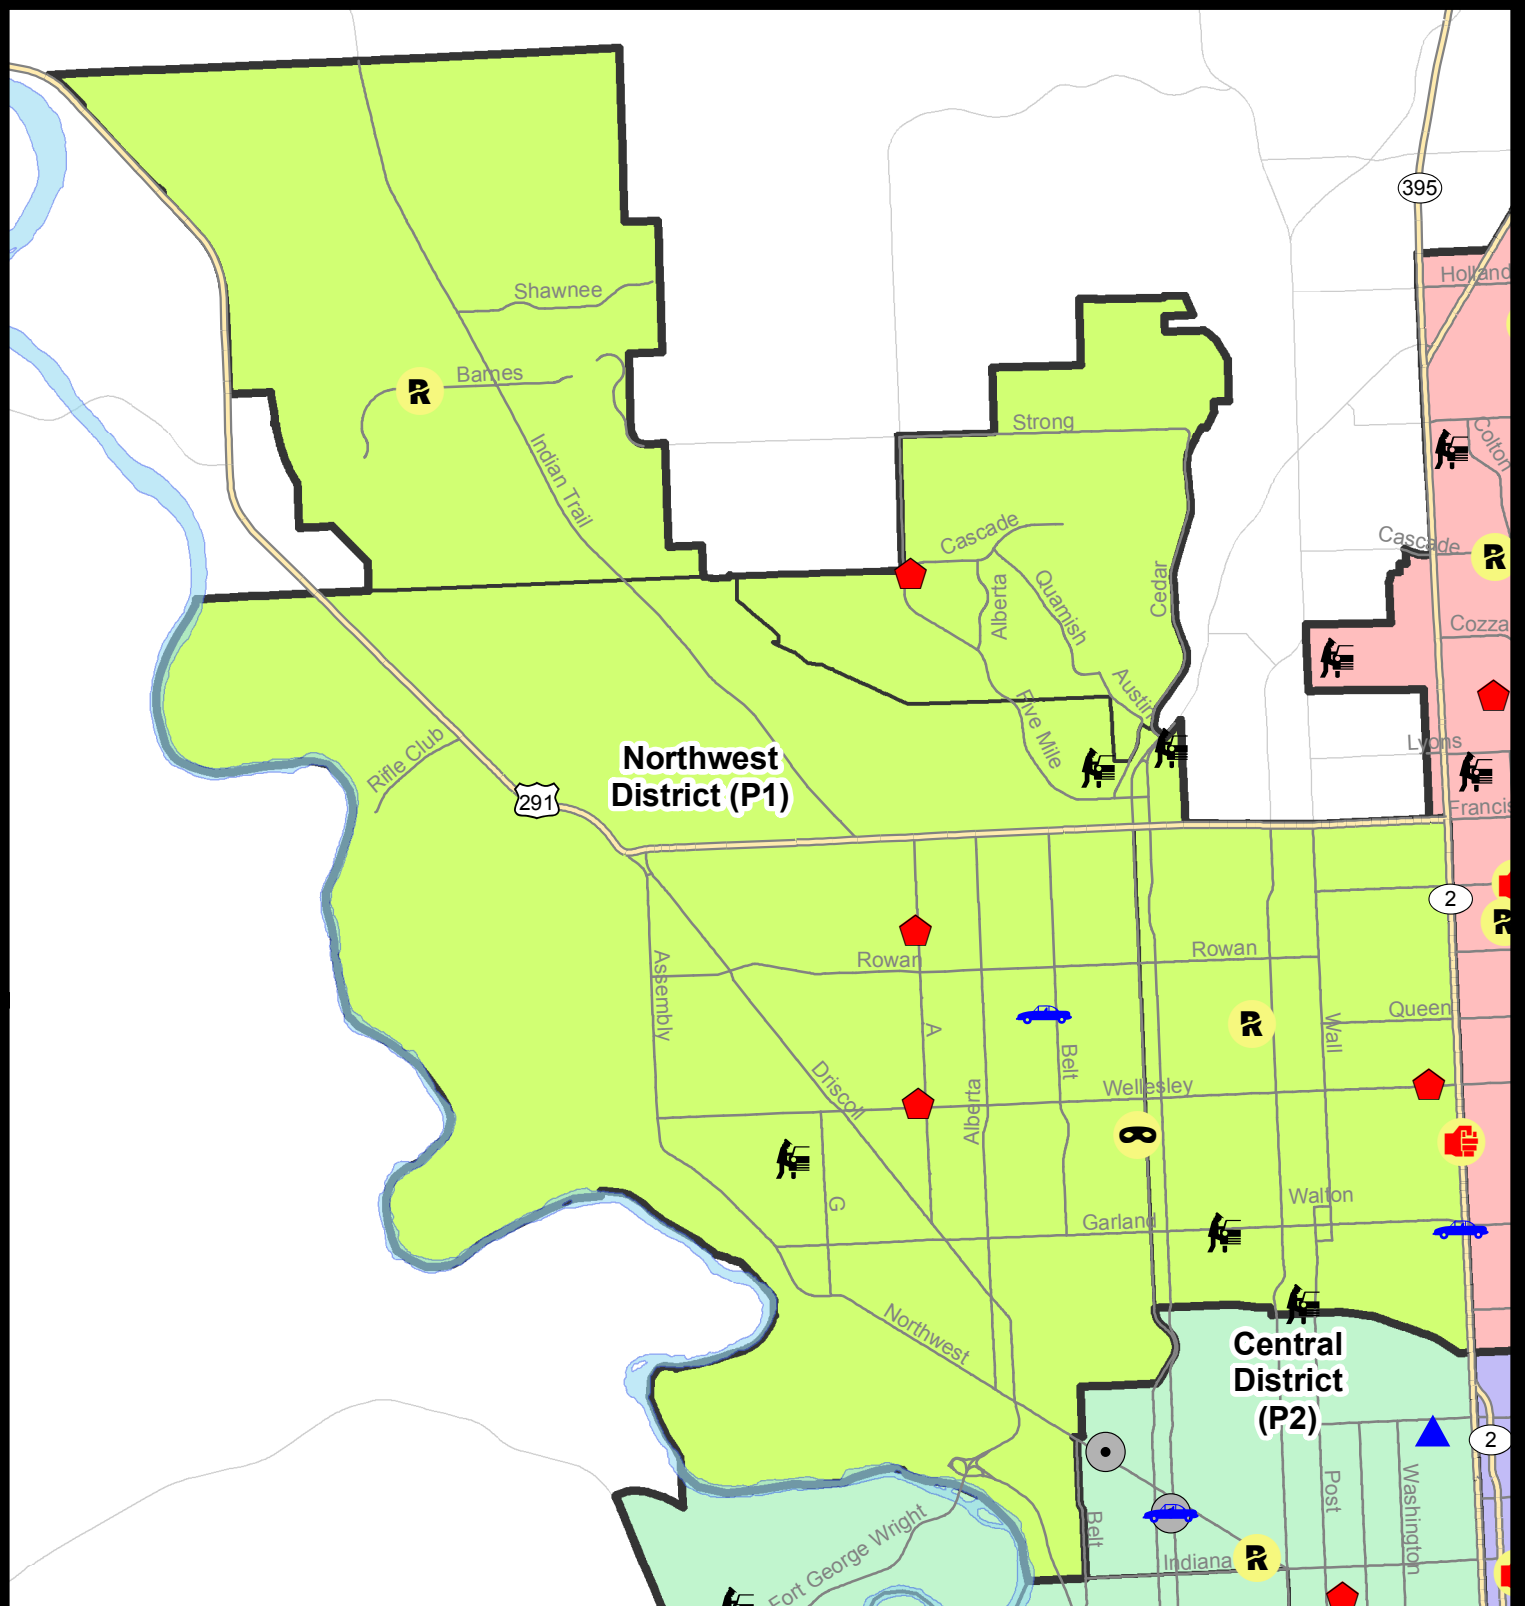 395
Holland
Shawnee
Barnes
R
Strong
Colton
Indian Trail
Cascade
Cascade
R
Alberta
Quamish
Cedar
Cozza
Austin
Five Mile
Rifle Club
Northwest
District (P1)
Lyons
291
Francis
2
R
Rowan
Rowan
Assembly
A
Belt
R
Wall
Queen
Driscoll
Alberta
Wellesley
G
Garland
Walton
Northwest
Central
District
(P2)
2
Fort George Wright
Belt
Post
Washington
Indiana
R